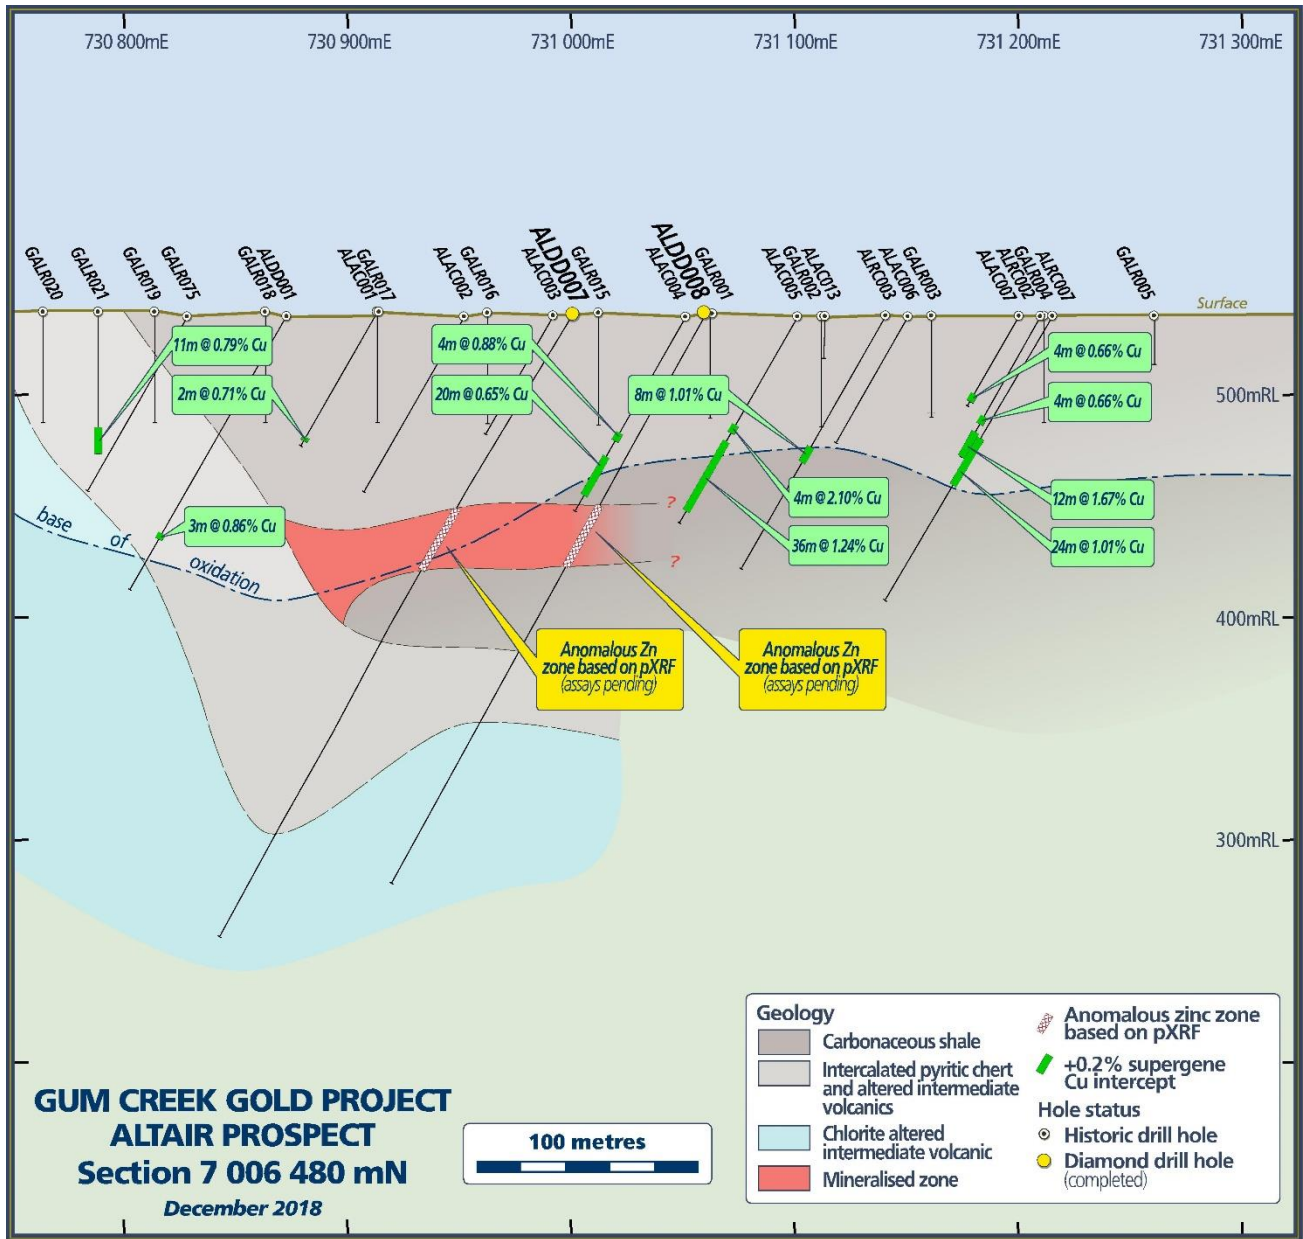 730 800mE
730 900mE
731 000mE
731 100mE
731 200mE
731 300mE
GALR020
GALR021
GALR019
GALR075
GALR018
ALDD001
ALAC001
GALR017
ALAC002
GALR016
ALAC003
ALDD007
GALR015
ALAC004
ALDD008
GALR001
ALAC005
GALR002
ALAC013
ALRC003
ALAC006
GALR003
ALAC007
ALRC002
GALR004
ALRC007
GALR005
Surface
11m @ 0.79% Cu
4m @ 0.88% Cu
4m @ 0.66% Cu
2m @ 0.71% Cu
20m @ 0.65% Cu
8m @ 1.01% Cu
500mRL
4m @ 0.66% Cu
4m @ 2.10% Cu
12m @ 1.67% Cu
?
base
of
oxidation
3m @ 0.86% Cu
36m @ 1.24% Cu
24m @ 1.01% Cu
?
400mRL
Anomalous Zn
zone based on pXRF
(assays pending)
Anomalous Zn
zone based on pXRF
(assays pending)
300mRL
GUM CREEK GOLD PROJECT
ALTAIR PROSPECT
Section 7 006 480 mN
December 2018
100 metres
Geology
Carbonaceous shale
Intercalated pyritic chert
and altered intermediate
volcanics
Chlorite altered
intermediate volcanic
Mineralised zone
Anomalous zinc zone
based on pXRF
+0.2% supergene
Cu intercept
Hole status
Historic drill hole
Diamond drill hole
(completed)